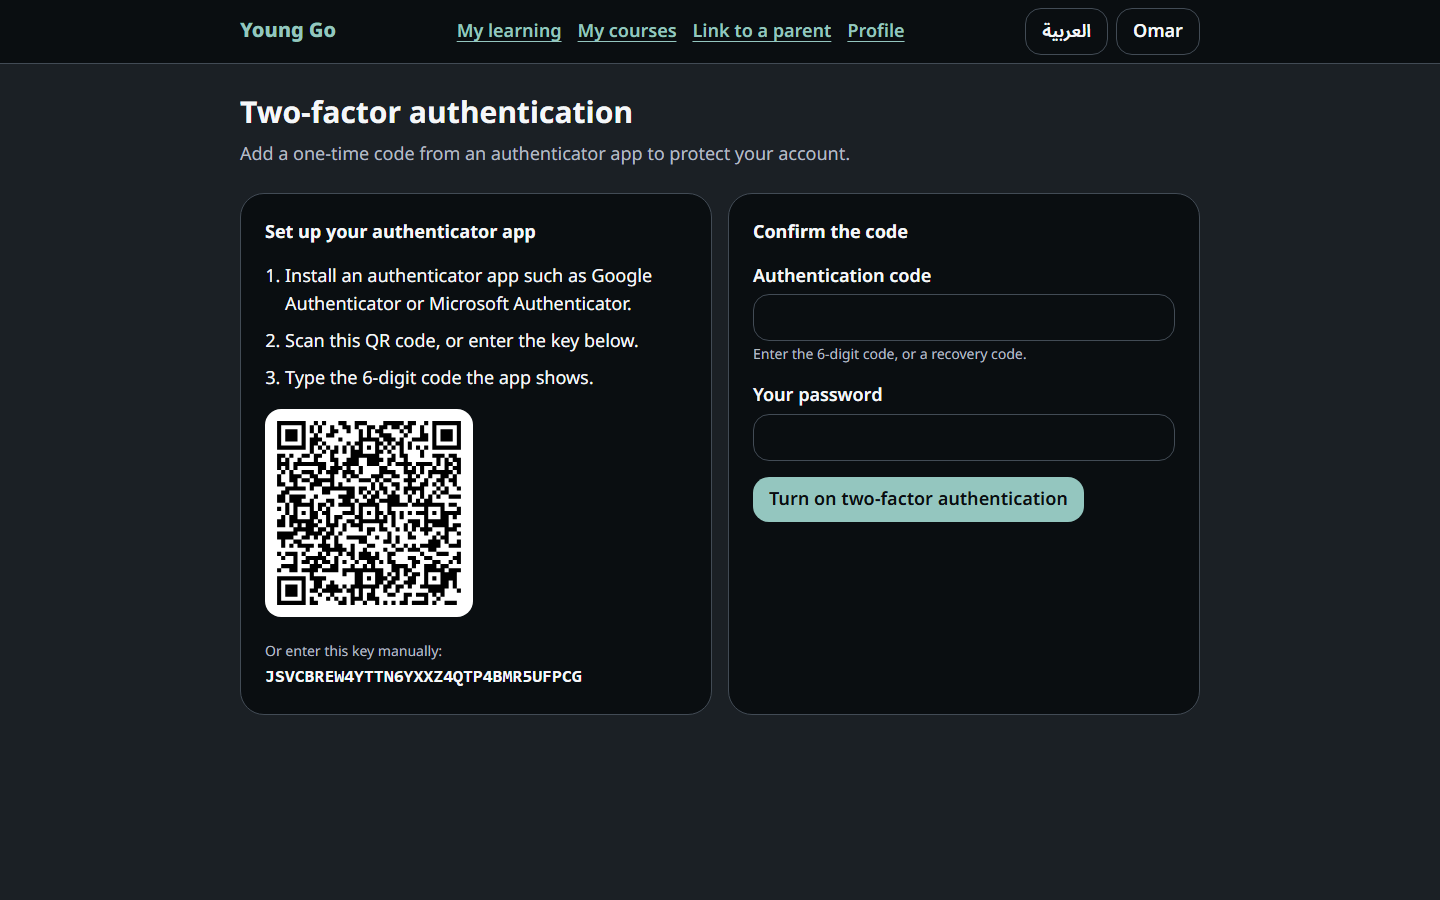 Young Go
My learning
My courses
Link to a parent
Profile
العربية
Omar
Two-factor authentication
Add a one-time code from an authenticator app to protect your account.
Set up your authenticator app
1. Install an authenticator app such as Google
Authenticator or Microsoft Authenticator.
2. Scan this QR code, or enter the key below.
3. Type the 6-digit code the app shows.
Or enter this key manually:
JSVCBREW4YTTN6YXXZ4QTP4BMR5UFPCG
Confirm the code
Authentication code
Enter the 6-digit code, or a recovery code.
Your password
Turn on two-factor authentication